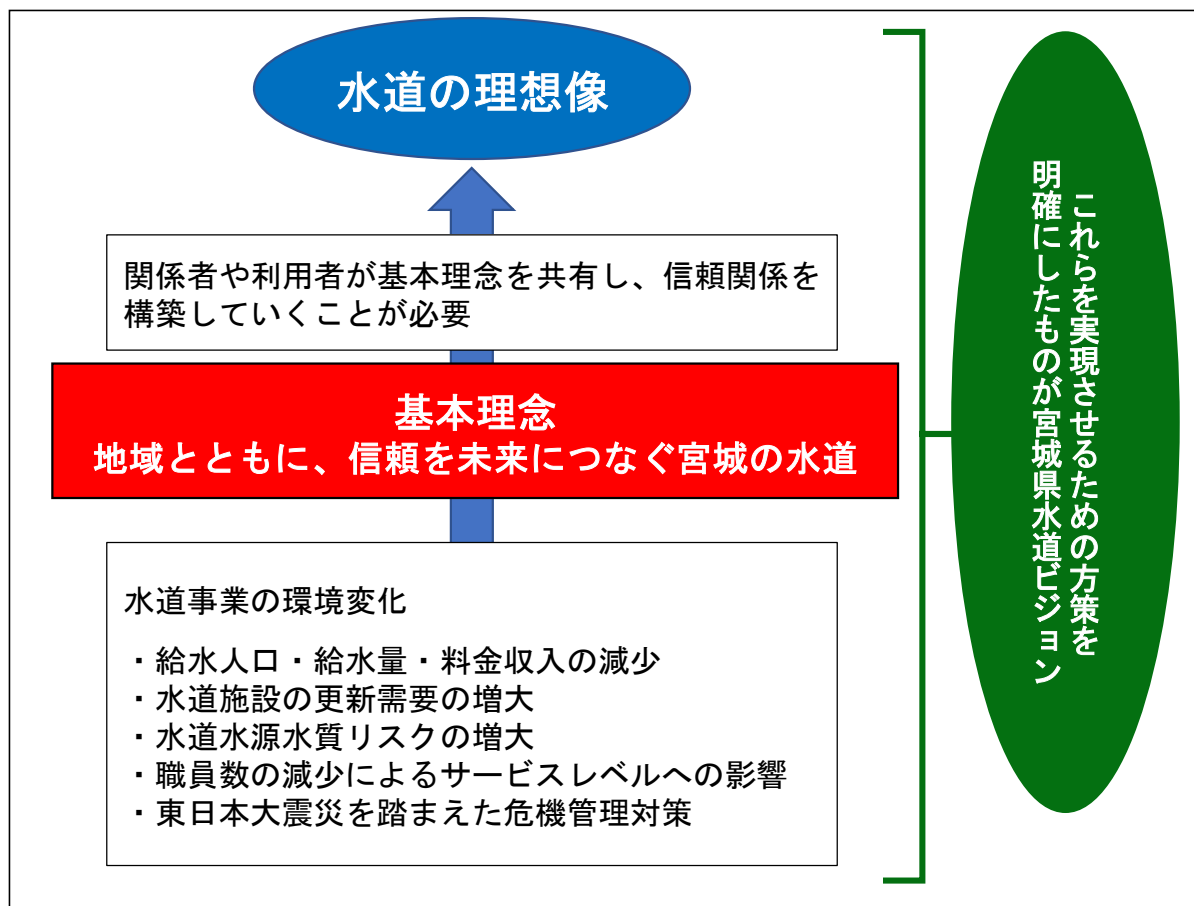 水道の理想像
関係者や利用者が基本理念を共有し、信頼関係を
構築していくことが必要
基本理念
地域とともに、信頼を未来につなぐ宮城の水道
水道事業の環境変化
・給水人口・給水量・料金収入の減少
・水道施設の更新需要の増大
・水道水源水質リスクの増大
・職員数の減少によるサービスレベルへの影響
・東日本大震災を踏まえた危機管理対策
これらを実現させるための方策を
明確にしたものが宮城県水道ビジョン